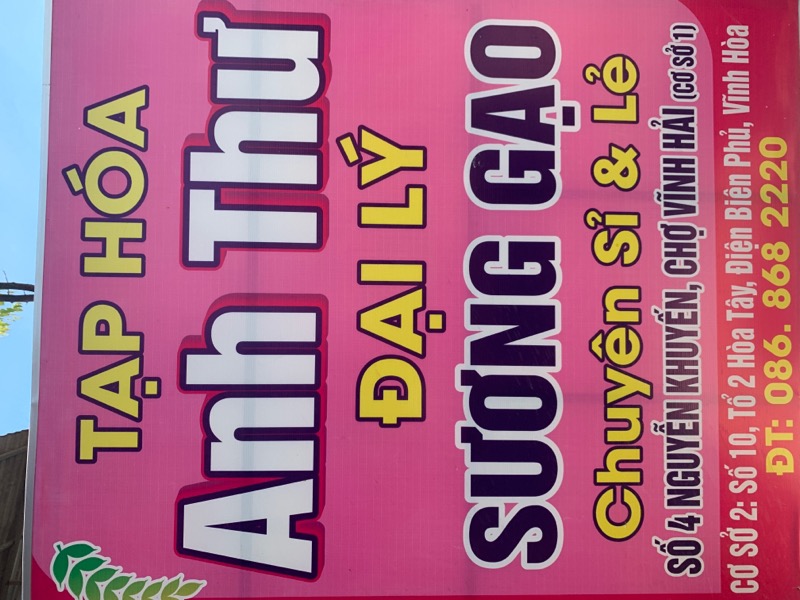 TẠP HÓA
Anh Thư
ĐẠI LÝ
SƯƠNG GẠO
Chuyên Sỉ & Lẻ
SỐ 4 NGUYỄN KHUYẾN, CHỢ VĨNH HẢI (CƠ SỞ 1)
CƠ SỞ 2: Số 10, Tổ 2 Hòa Tây, Điện Biên Phủ, Vĩnh Hòa
ĐT: 086. 868 2220